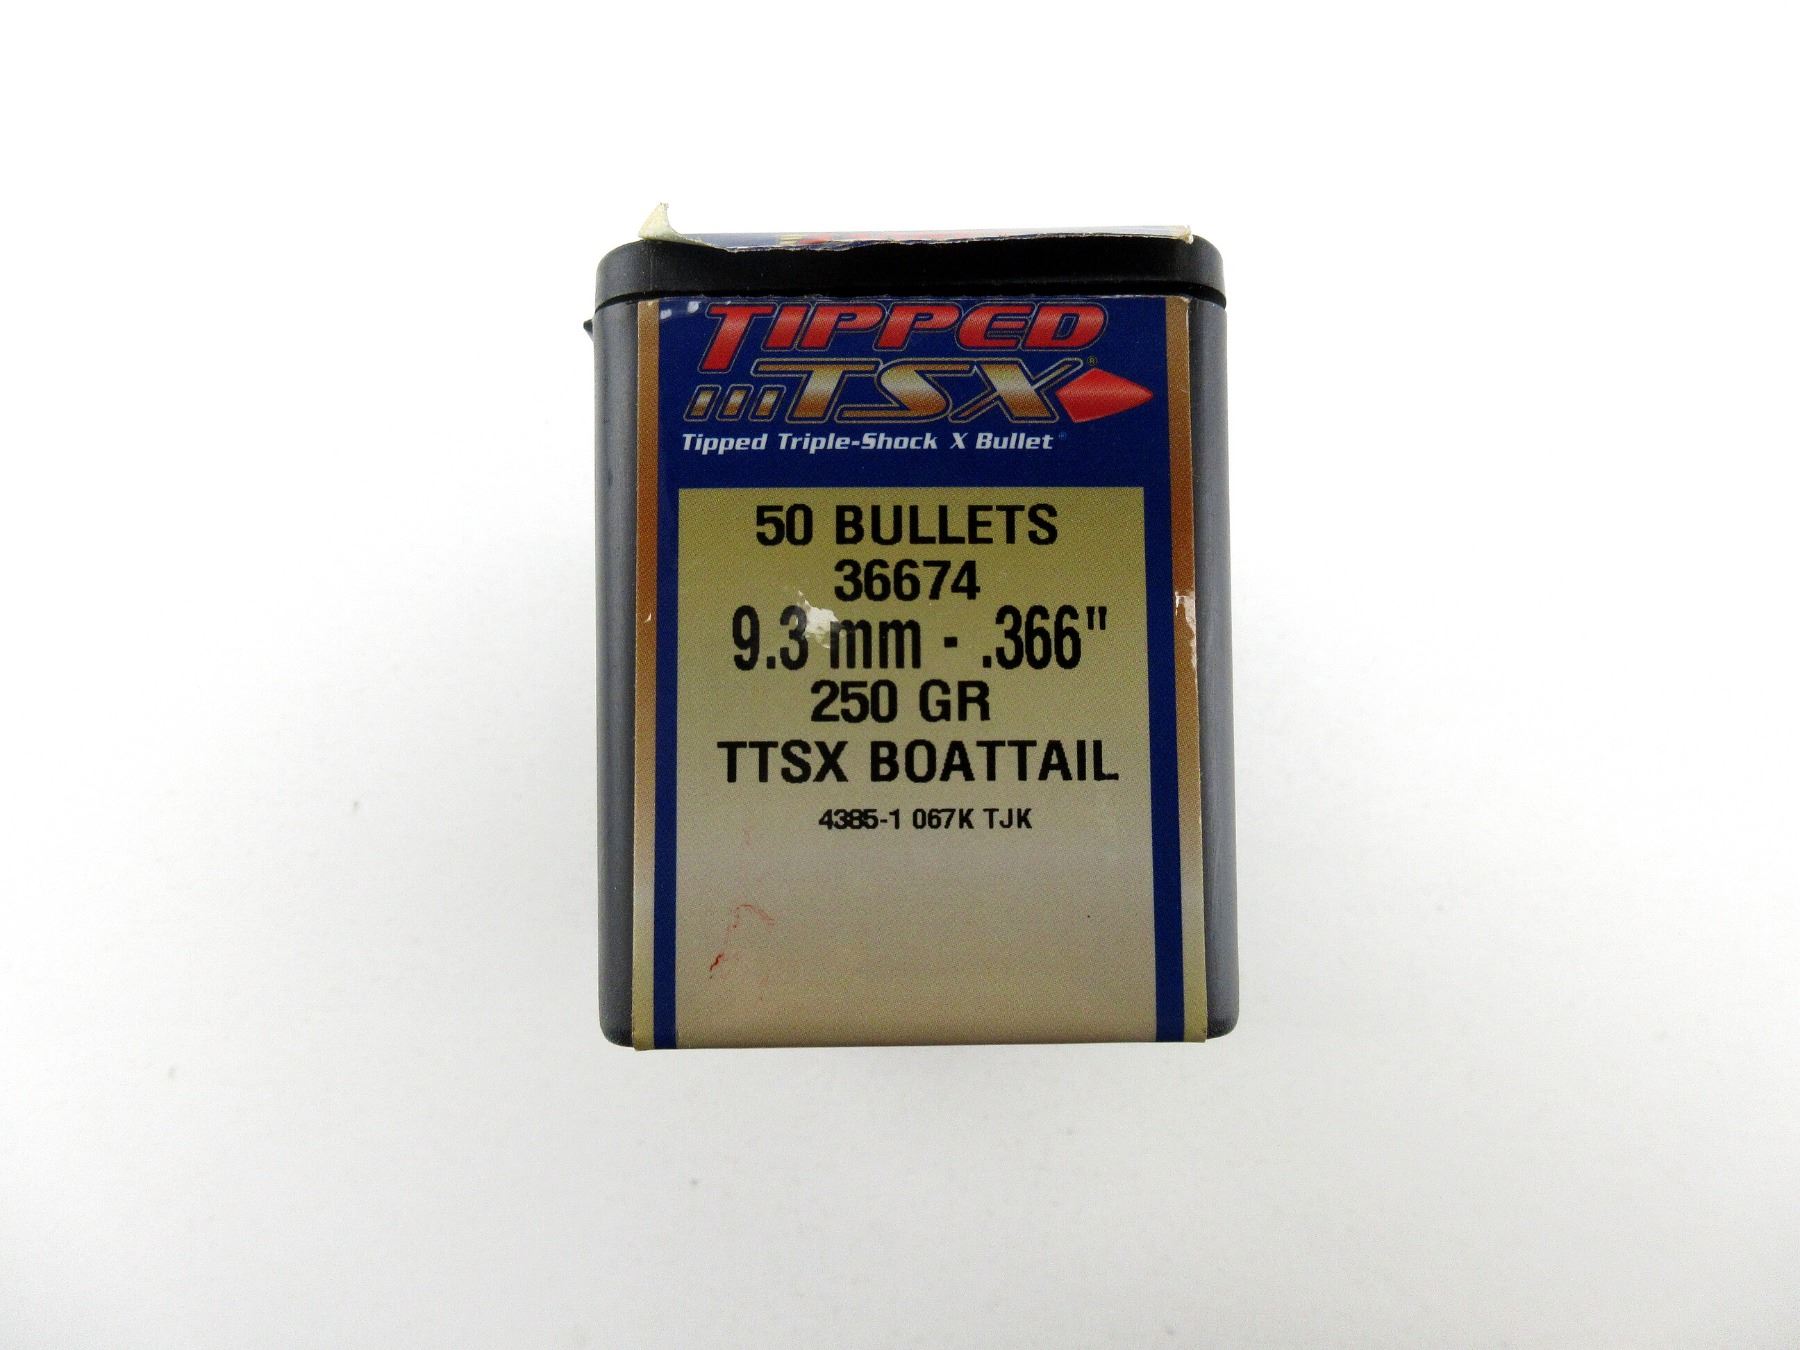 TIPPED
TSX®
Tipped Triple-Shock X Bullet®
50 BULLETS
36674
9.3 mm - .366"
250 GR
TTSX BOATTAIL
4385-1 067K TJK